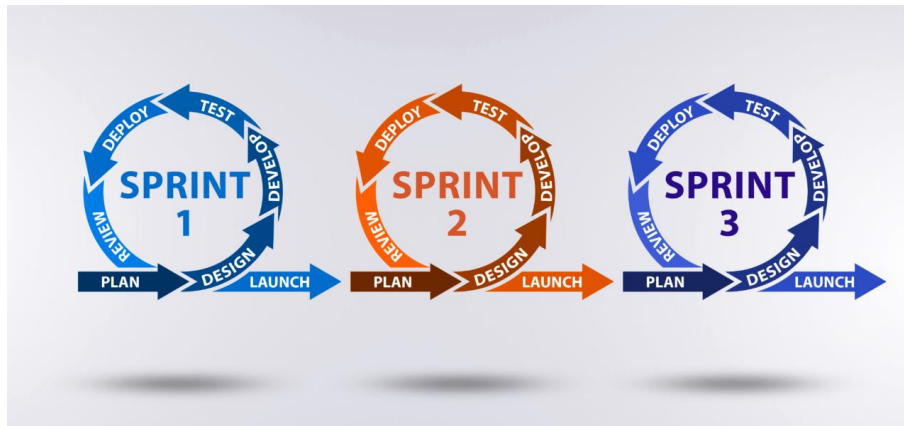 SPRINT
1
PLAN
DESIGN
DEVELOP
TEST
DEPLOY
REVIEW
LAUNCH
SPRINT
2
PLAN
DESIGN
DEVELOP
TEST
DEPLOY
REVIEW
LAUNCH
SPRINT
3
PLAN
DESIGN
DEVELOP
TEST
DEPLOY
REVIEW
LAUNCH